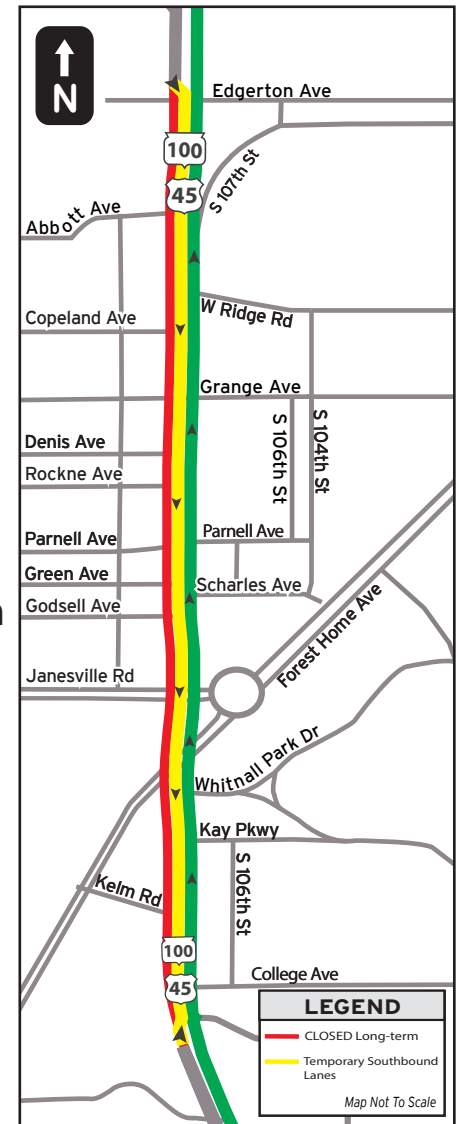 N
Edgerton Ave
100
S 107th St
45
Abbott Ave
W Ridge Rd
Copeland Ave
Grange Ave
S 106th St
S 104th St
Denis Ave
Rockne Ave
Parnell Ave
Parnell Ave
Green Ave
Scharles Ave
Godsell Ave
Forest Home Ave
Janesville Rd
Whitnall Park Dr
Kay Pkwy
S 106th St
Kelm Rd
100
College Ave
45
LEGEND
CLOSED Long-term
Temporary Southbound
Lanes
Map Not To Scale